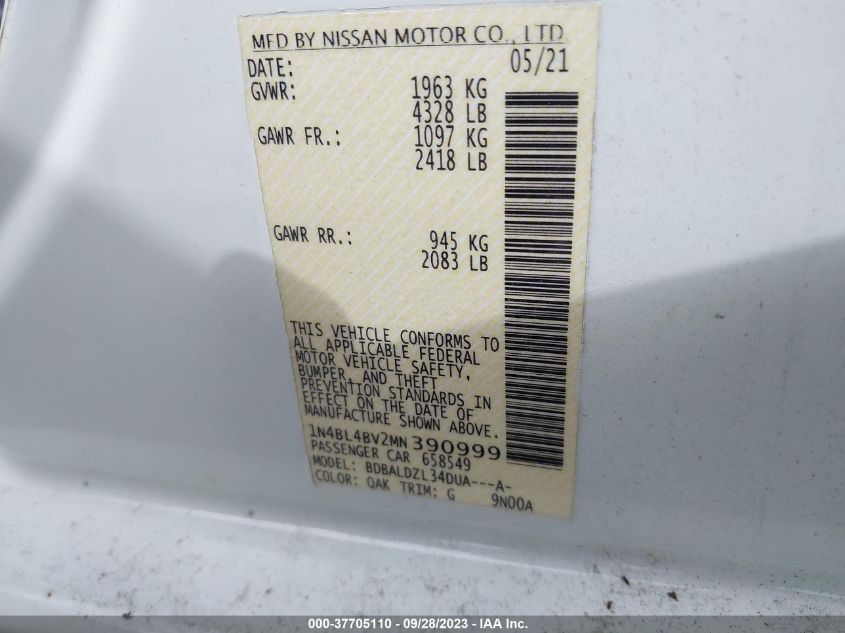 MFD BY NISSAN MOTOR CO., LTD
DATE: 05/21
GVWR: 1963 KG
4328 LB
GAWR FR.: 1097 KG
2418 LB
GAWR RR.: 945 KG
2083 LB
THIS VEHICLE CONFORMS TO
ALL APPLICABLE FEDERAL
MOTOR VEHICLE SAFETY,
BUMPER, AND THEFT
PREVENTION STANDARDS IN
EFFECT ON THE DATE OF
MANUFACTURE SHOWN ABOVE.
1N4BL4BV2MN390999
PASSENGER CAR 658549
MODEL: BDBALDZL34DUA---A-
COLOR: QAK TRIM: G 9N00A
000-37705110 - 09/28/2023 - IAA Inc.